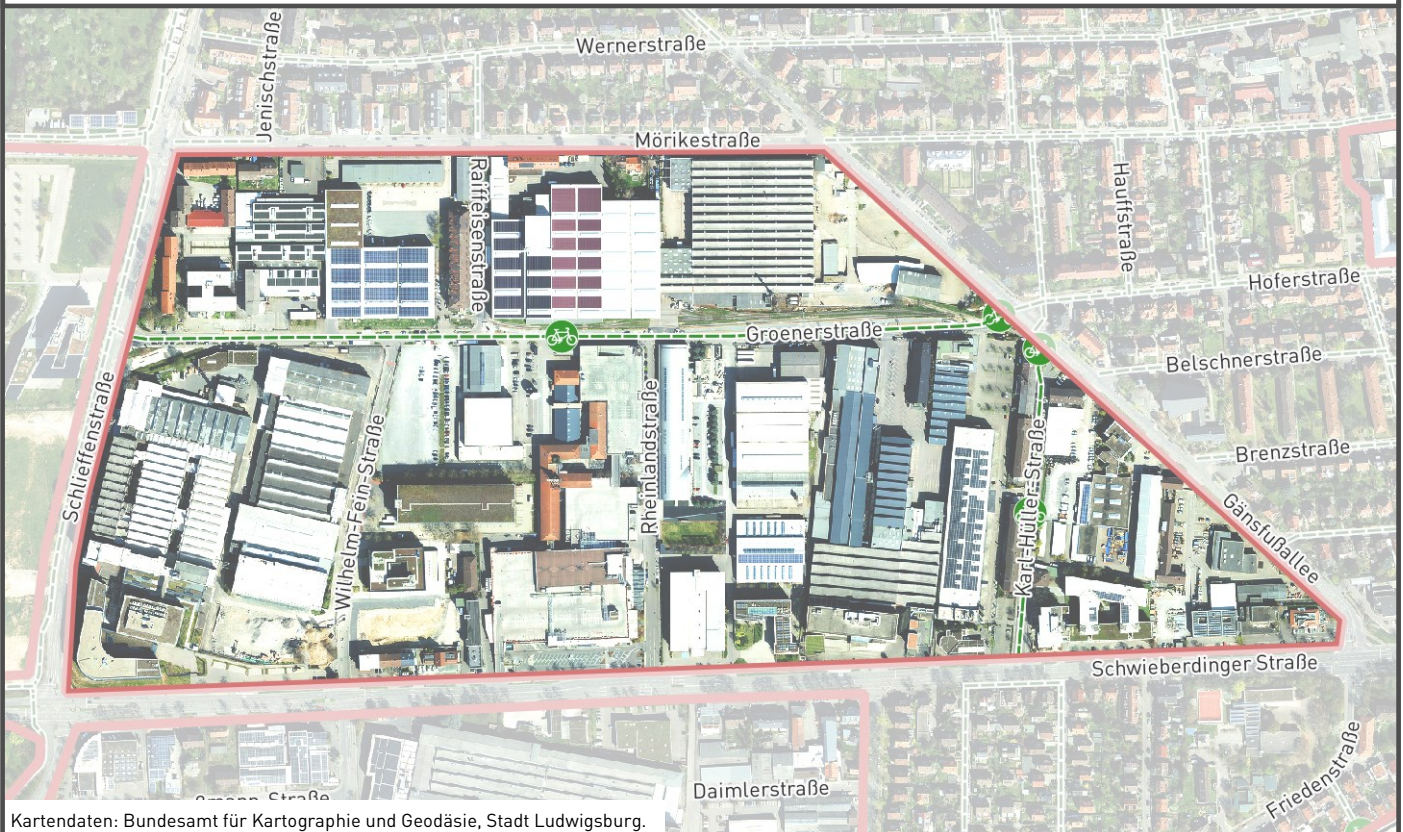 Jenischstraße
Wernerstraße
Mörikestraße
Raiffeisenstraße
Hauffstraße
Hoferstraße
Groenerstraße
Belschnerstraße
Schlieffenstraße
Wilhelm-Fein-Straße
Rheinlandstraße
Karl-Hüller-Straße
Brenzstraße
Gänsfußallee
Schwieberdinger Straße
Daimlerstraße
Friedenstraße
Straße
Kartendaten: Bundesamt für Kartographie und Geodäsie, Stadt Ludwigsburg.